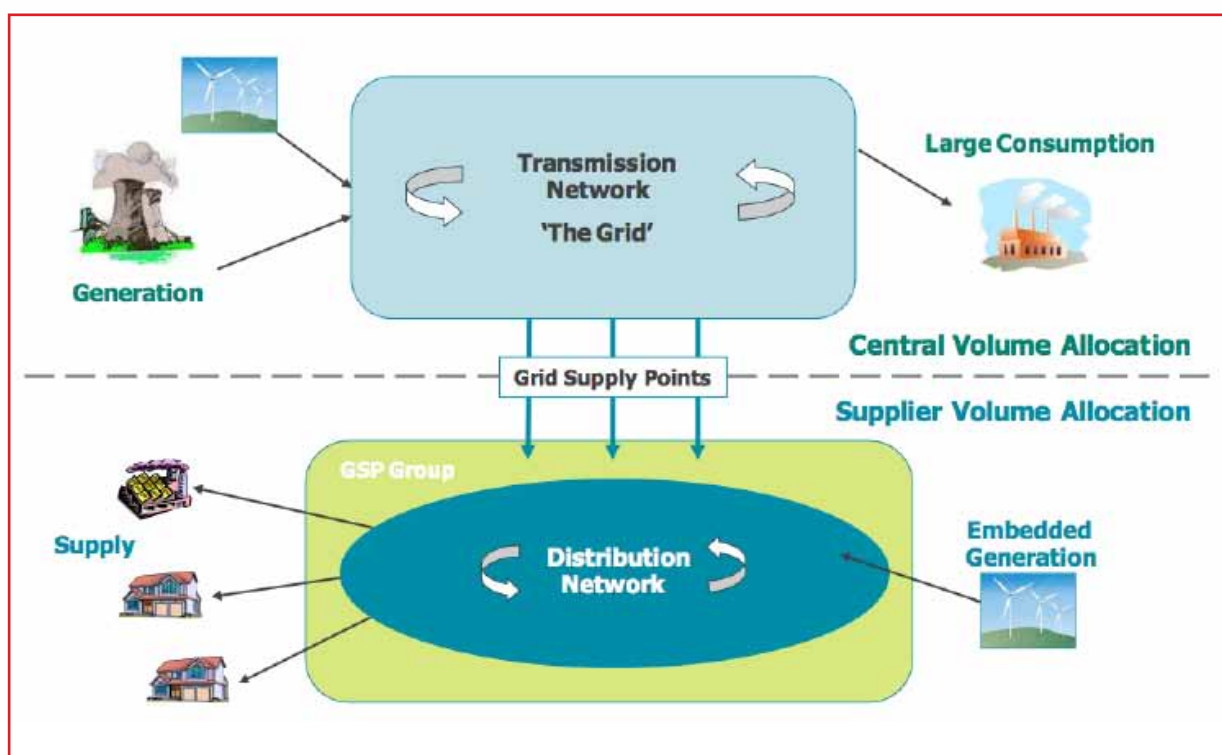 Transmission
Network
'The Grid'
Large Consumption
Generation
Central Volume Allocation
Grid Supply Points
Supplier Volume Allocation
GSP Group
Supply
Distribution
Network
Embedded
Generation